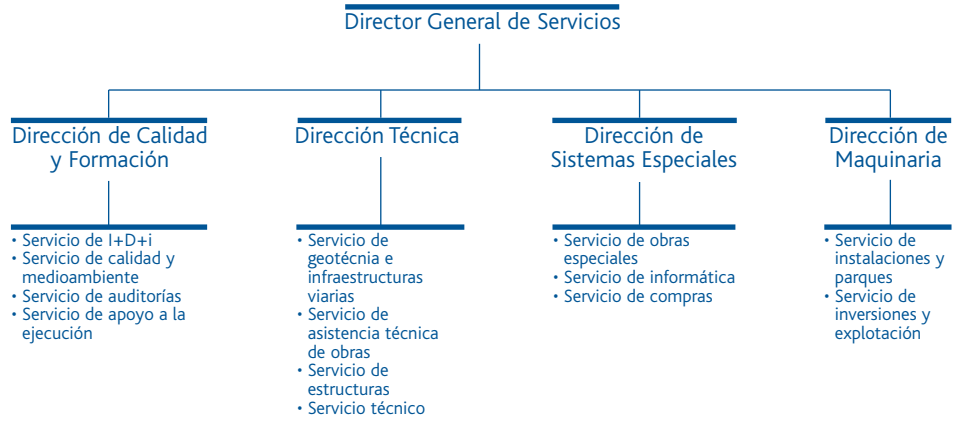 Director General de Servicios
Dirección de Calidad
y Formación
Dirección Técnica
Dirección de
Sistemas Especiales
Dirección de
Maquinaria
• Servicio de I+D+i
• Servicio de calidad y
medioambiente
• Servicio de auditorías
• Servicio de apoyo a la
ejecución
• Servicio de
geotécnia e
infraestructuras
viarias
• Servicio de
asistencia técnica
de obras
• Servicio de
estructuras
• Servicio técnico
• Servicio de obras
especiales
• Servicio de informática
• Servicio de compras
• Servicio de
instalaciones y
parques
• Servicio de
inversiones y
explotación